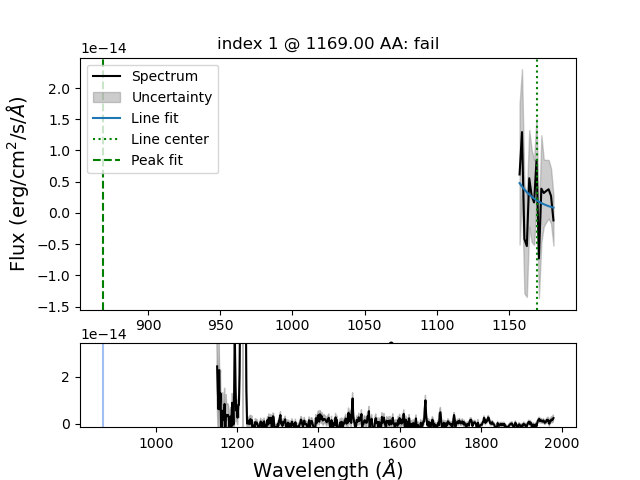 index 1 @ 1169.00 AA: fail
1e−14
Spectrum
Uncertainty
Line fit
Line center
Peak fit
Flux (erg/cm²/s/Å)
2.0
1.5
1.0
0.5
0.0
−0.5
−1.0
−1.5
900 950 1000 1050 1100 1150
1e−14
2
0
1000 1200 1400 1600 1800 2000
Wavelength (Å)